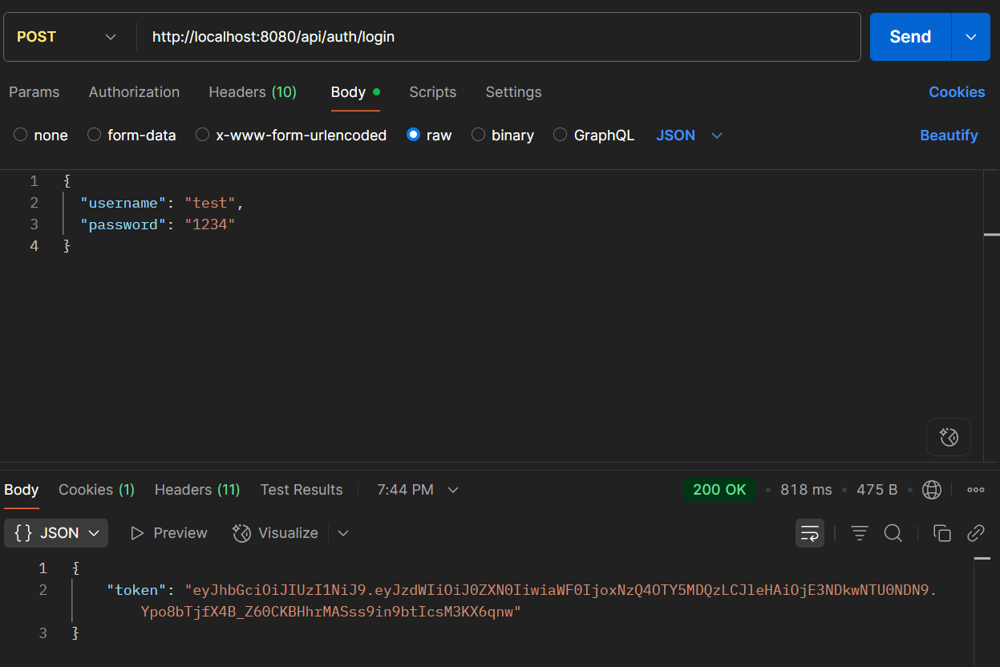 POST http://localhost:8080/api/auth/login Send
Params Authorization Headers (10) Body Scripts Settings Cookies
none form-data x-www-form-urlencoded raw binary GraphQL JSON Beautify
1 {
2 "username": "test",
3 "password": "1234"
4 }
Body Cookies (1) Headers (11) Test Results 7:44 PM 200 OK • 818 ms • 475 B •
{} JSON Preview Visualize
1 {
2 "token": "eyJhbGciOiJIUzI1NiJ9.eyJzdWIiOiJ0ZXN0IiwiaWF0IjoxNzQ4OTY5MDQzLCJleHAiOjE3NDkwNTU0NDN9.
Ypo8bTjfX4B_Z60CKBHhrMASss9in9btIcsM3KX6qnw"
3 }